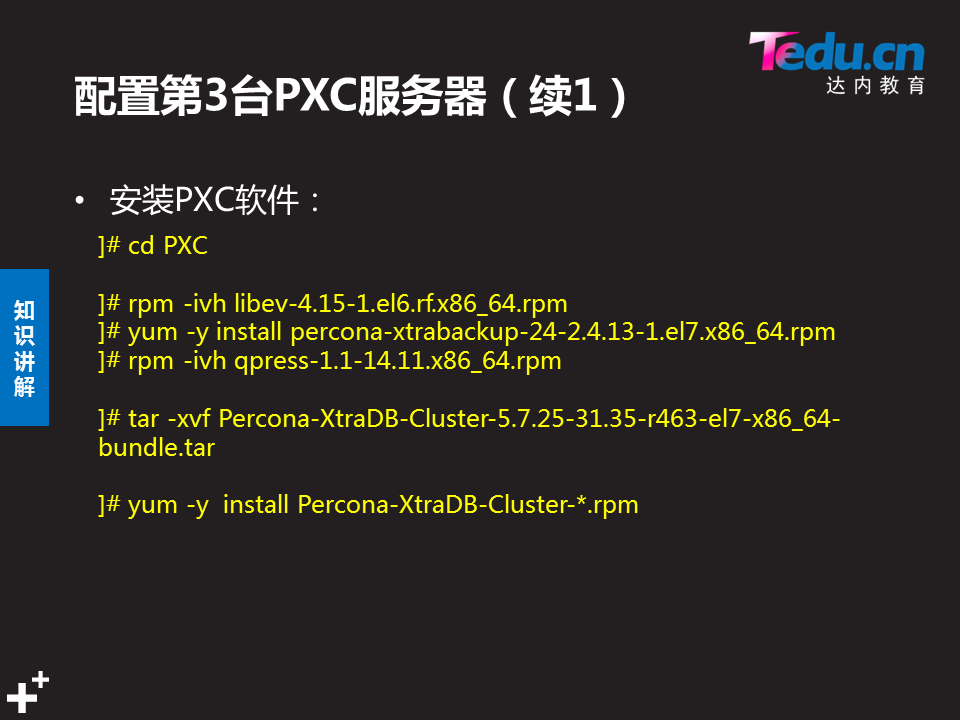 Tedu.cn
达内教育
配置第3台PXC服务器（续1）
• 安装PXC软件：
]# cd PXC
]# rpm -ivh libev-4.15-1.el6.rf.x86_64.rpm
]# yum -y install percona-xtrabackup-24-2.4.13-1.el7.x86_64.rpm
]# rpm -ivh qpress-1.1-14.11.x86_64.rpm
]# tar -xvf Percona-XtraDB-Cluster-5.7.25-31.35-r463-el7-x86_64-
bundle.tar
]# yum -y  install Percona-XtraDB-Cluster-*.rpm
知
识
讲
解